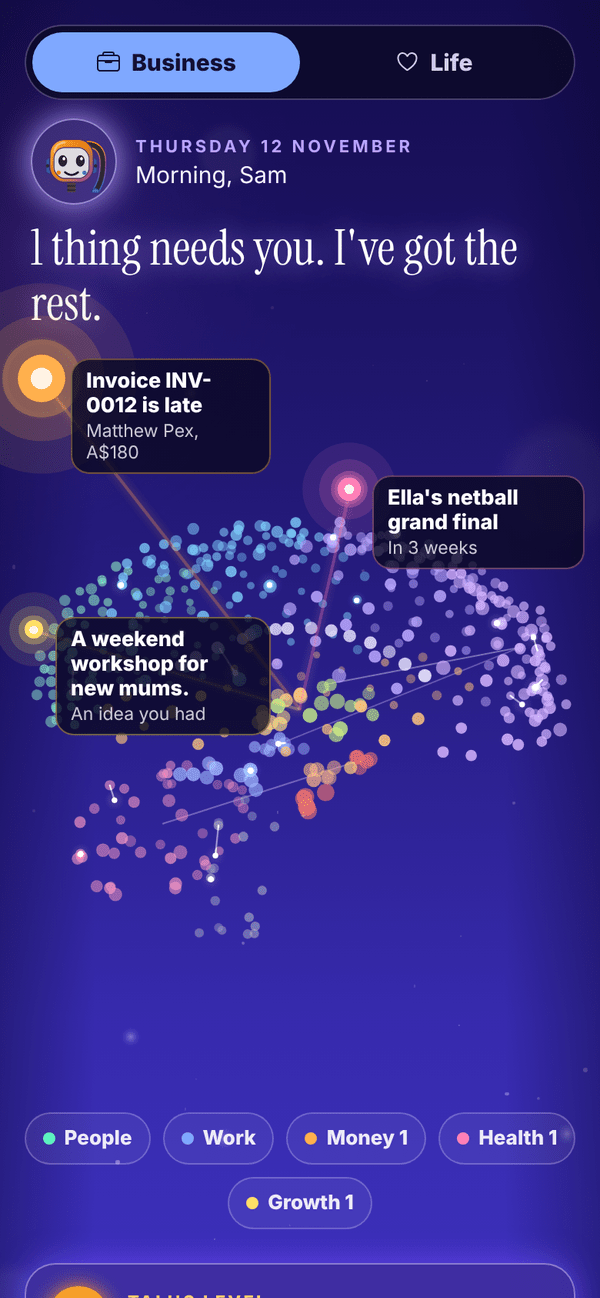 Business
Life
THURSDAY 12 NOVEMBER
Morning, Sam
1 thing needs you. I've got the
rest.
Invoice INV-
0012 is late
Matthew Pex,
A$180
Ella's netball
grand final
In 3 weeks
A weekend
workshop for
new mums.
An idea you had
People
Work
Money 1
Health 1
Growth 1